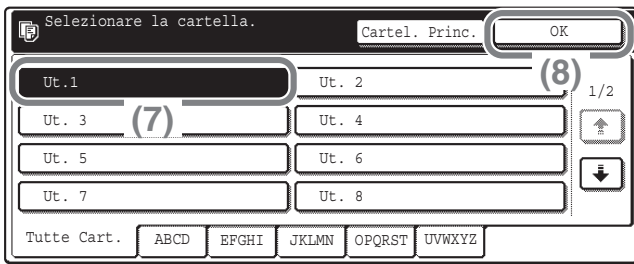 Selezionare la cartella.
Cartel. Princ.
OK
(8)
Ut.1
Ut. 2
1/2
(7)
Ut. 3
Ut. 4
Ut. 5
Ut. 6
Ut. 7
Ut. 8
Tutte Cart.
ABCD
EFGHI
JKLMN
OPQRST
UVWXYZ